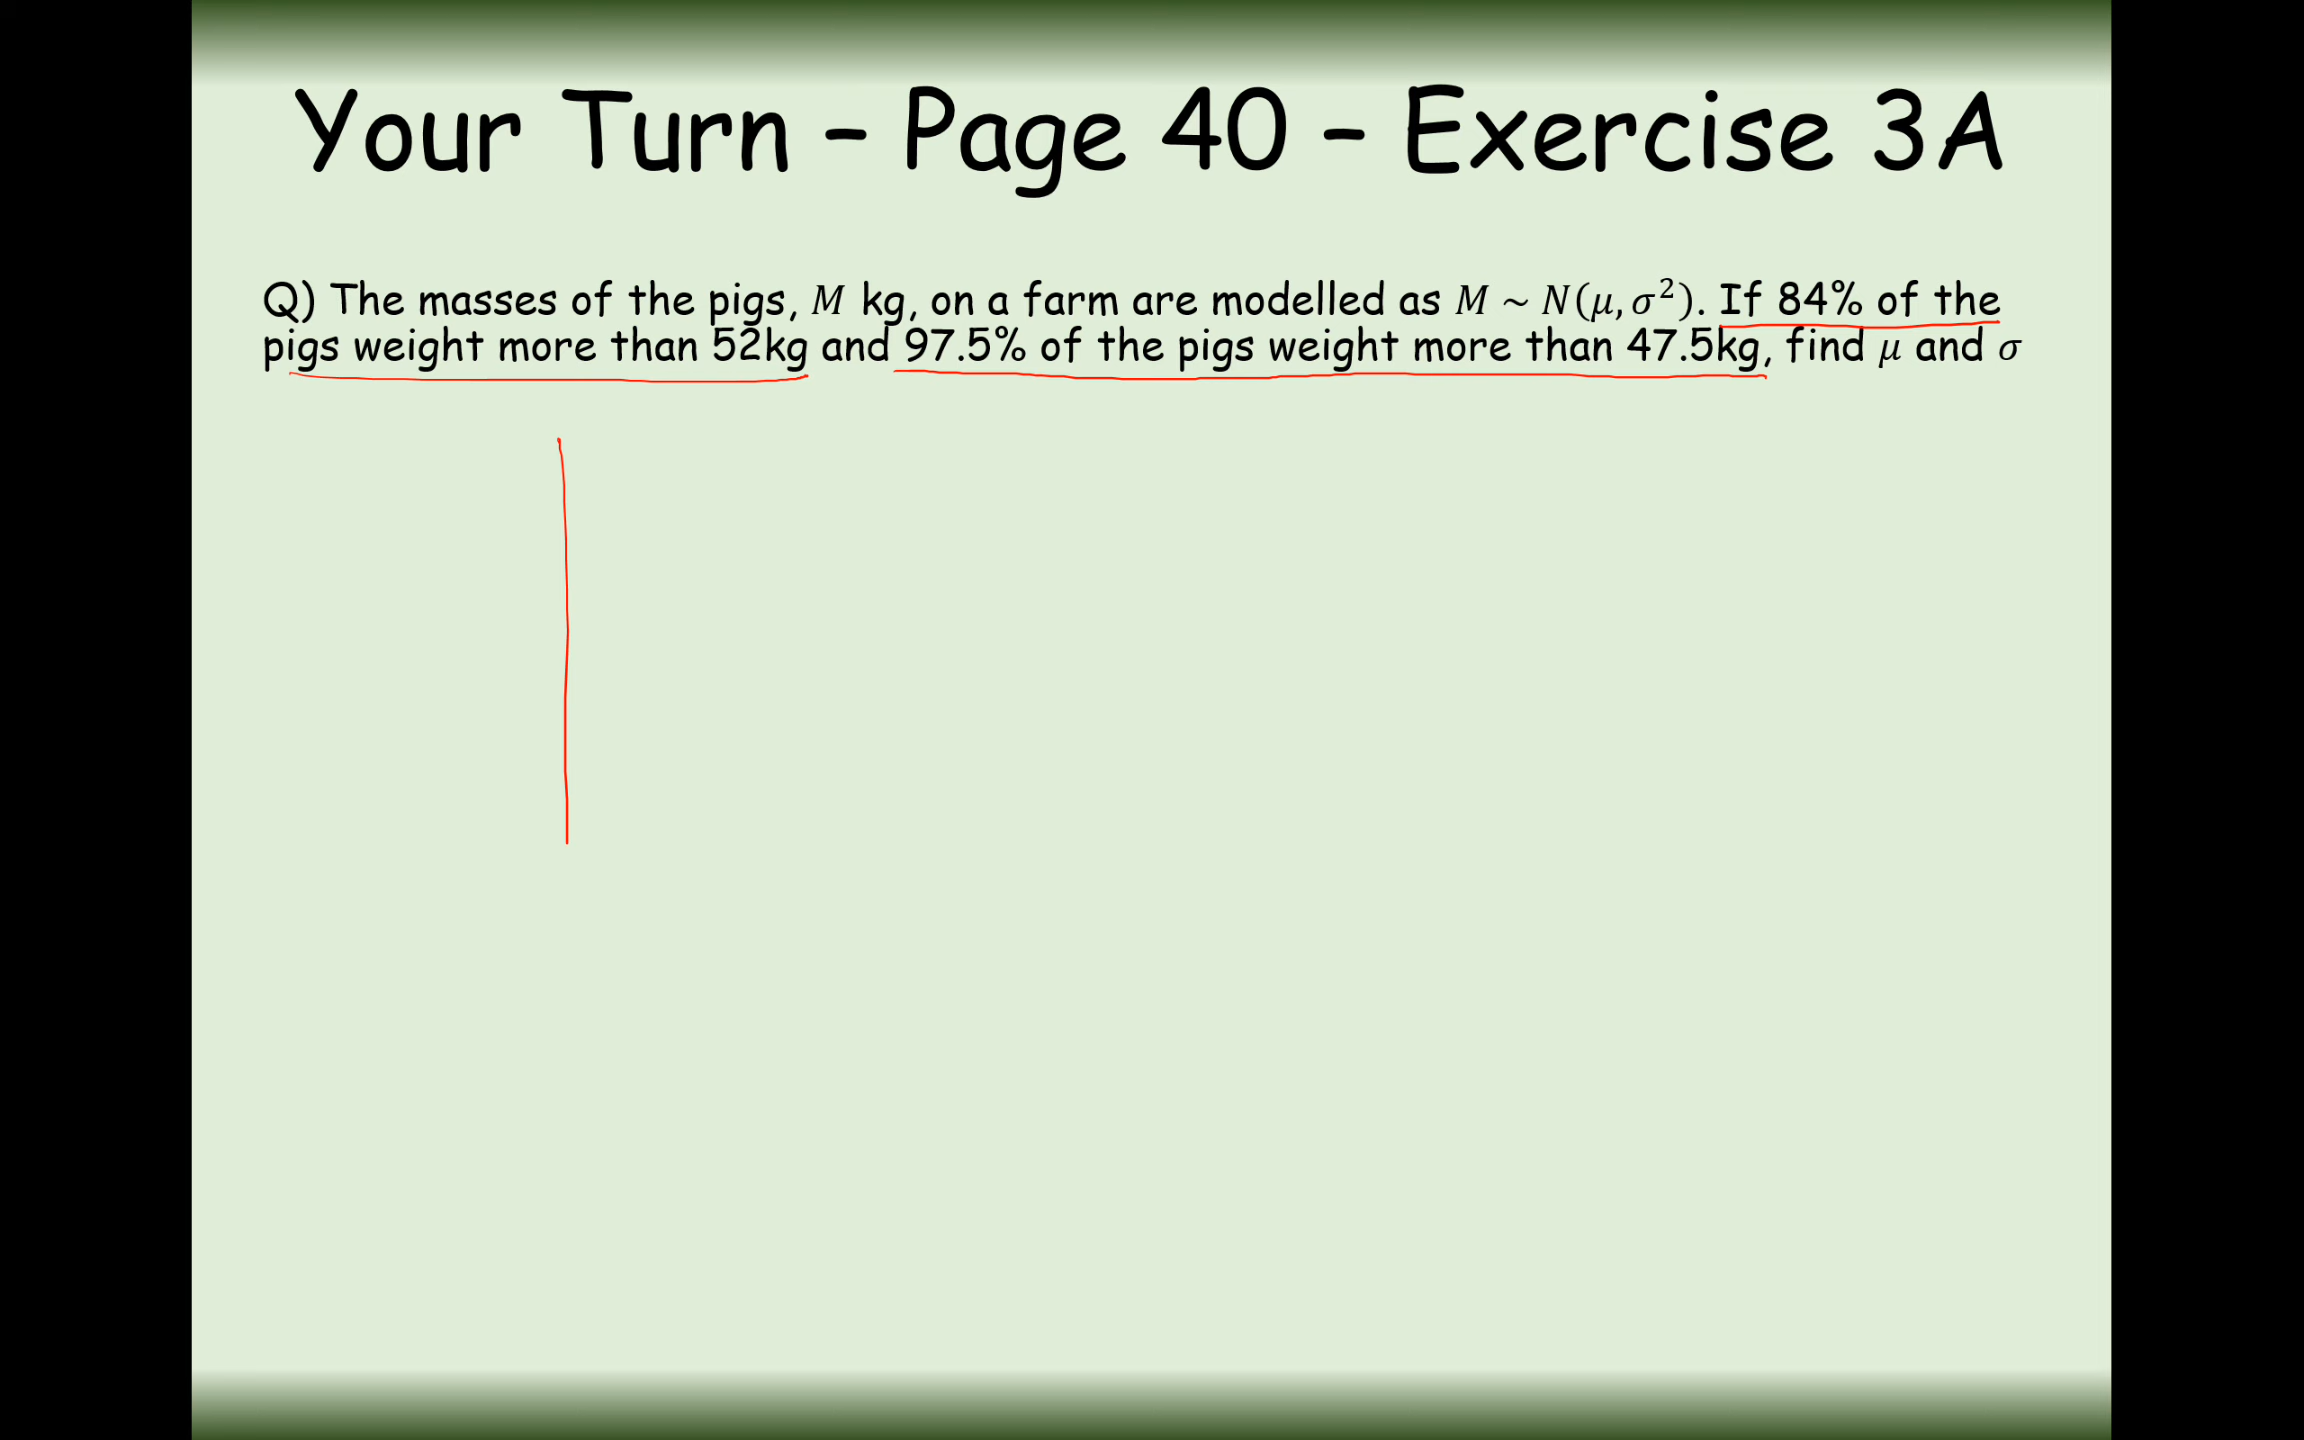 Your Turn – Page 40 – Exercise 3A
Q) The masses of the pigs, M kg, on a farm are modelled as M ~ N(μ, σ²). If 84% of the
pigs weight more than 52kg and 97.5% of the pigs weight more than 47.5kg, find μ and σ